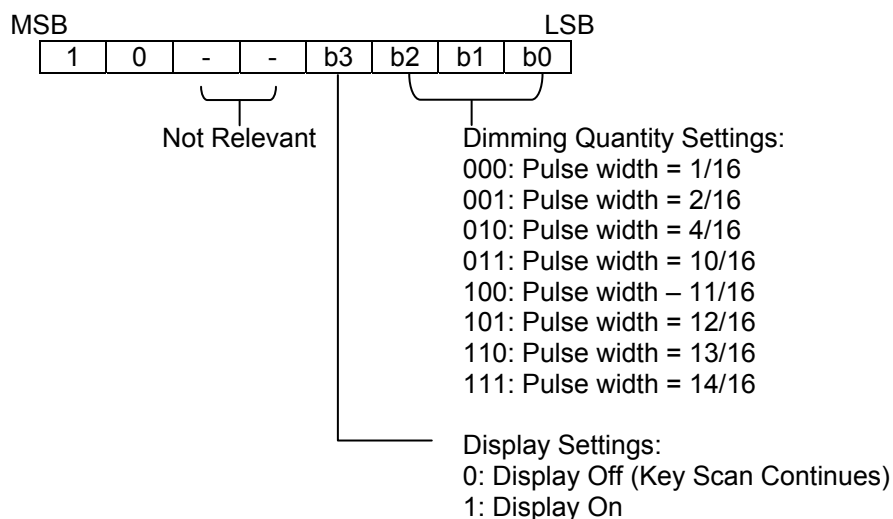 MSB LSB
1 0 - - b3 b2 b1 b0
Not Relevant
Dimming Quantity Settings:
000: Pulse width = 1/16
001: Pulse width = 2/16
010: Pulse width = 4/16
011: Pulse width = 10/16
100: Pulse width – 11/16
101: Pulse width = 12/16
110: Pulse width = 13/16
111: Pulse width = 14/16
Display Settings:
0: Display Off (Key Scan Continues)
1: Display On